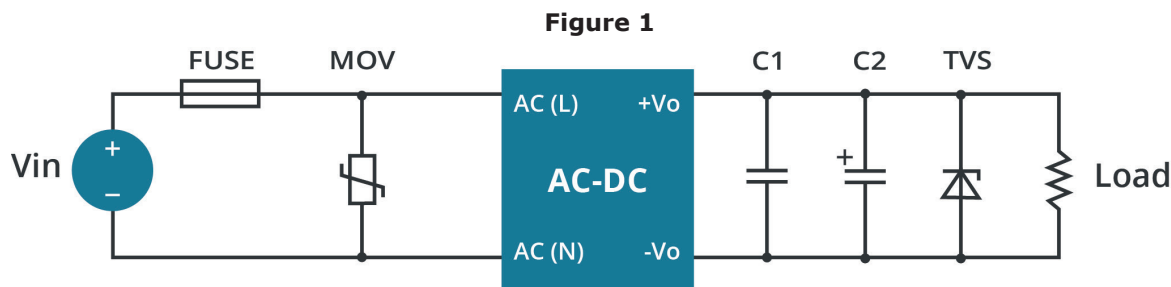 Figure 1
FUSE MOV C1 C2 TVS
AC (L) +Vo
Vin + − AC-DC + Load
AC (N) -Vo